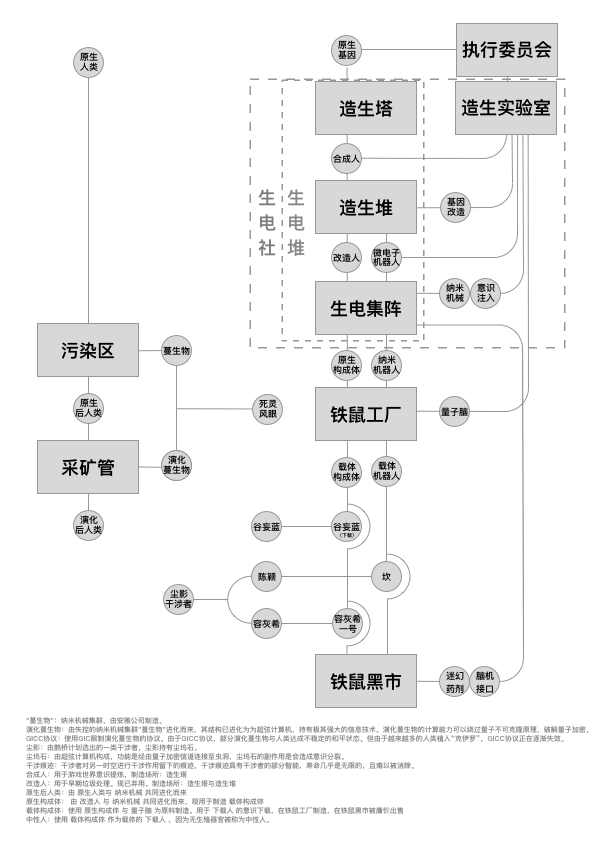 原生
基因
执行委员会
原生
人类
造生塔
造生实验室
合成人
生电社
生电堆
造生堆
基因
改造
改造人
微电子
机器人
生电集阵
纳米
机械
意识
注入
污染区
蔓生物
原生
构成体
纳米
机器人
原生
后人类
死灵
风眼
铁鼠工厂
量子脑
采矿管
演化
蔓生物
载体
构成体
载体
机器人
演化
后人类
谷妄蓝
谷妄蓝
(下载)
陈颖
坎
尘影
干涉者
容灰希
容灰希
一号
铁鼠黑市
迷幻
药剂
脑机
接口
"蔓生物"：纳米机械集群，由安雅公司制造。
演化蔓生物：由失控的纳米机械集群"蔓生物"进化而来，其结构已进化为为超弦计算机，持有极其强大的信息技术。演化蔓生物的计算能力可以绕过量子不可克隆原理，破解量子加密。
GICC协议：使用GIC限制演化蔓生物的协议。由于GICC协议，部分演化蔓生物与人类达成不稳定的和平状态。但由于越来越多的人类植入"克伊罗"，GICC协议正在逐渐失效。
尘影：由鹊桥计划选出的一类干涉者，尘影持有尘坞石。
尘坞石：由超弦计算机构成，功能是经由量子加密信道连接至虫洞，尘坞石的副作用是会造成意识分裂。
干涉痕迹：干涉者对另一时空进行干涉作用留下的痕迹。干涉痕迹具有干涉者的部分智能，寿命几乎是无限的，且难以被消除。
合成人：用于游戏世界意识提炼，制造场所：造生塔
改造人：用于早期垃圾处理，现已弃用，制造场所：造生塔与造生堆
原生后人类：由 原生人类与 纳米机械 共同进化而来
原生构成体： 由 改造人 与 纳米机械 共同进化而来，现用于制造 载体构成体
载体构成体：使用 原生构成体 与 量子脑 为原料制造。用于 下载人 的意识下载，在铁鼠工厂制造，在铁鼠黑市被廉价出售
中性人：使用 载体构成体 作为载体的 下载人 ，因为无生殖器官被称为中性人。